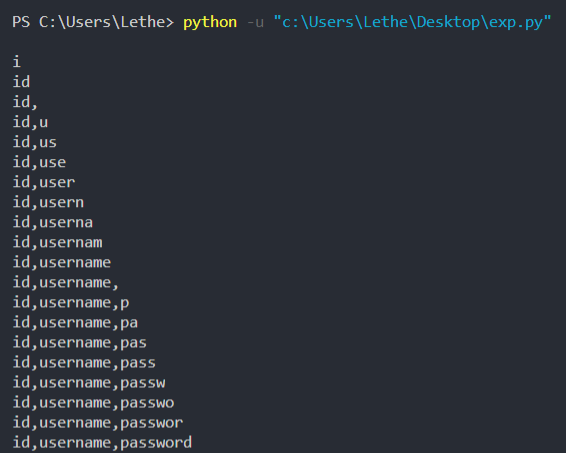 PS C:\Users\Lethe> python -u "c:\Users\Lethe\Desktop\exp.py"
i
id
id,
id,u
id,us
id,use
id,user
id,usern
id,userna
id,usernam
id,username
id,username,
id,username,p
id,username,pa
id,username,pas
id,username,pass
id,username,passw
id,username,passwo
id,username,passwor
id,username,password